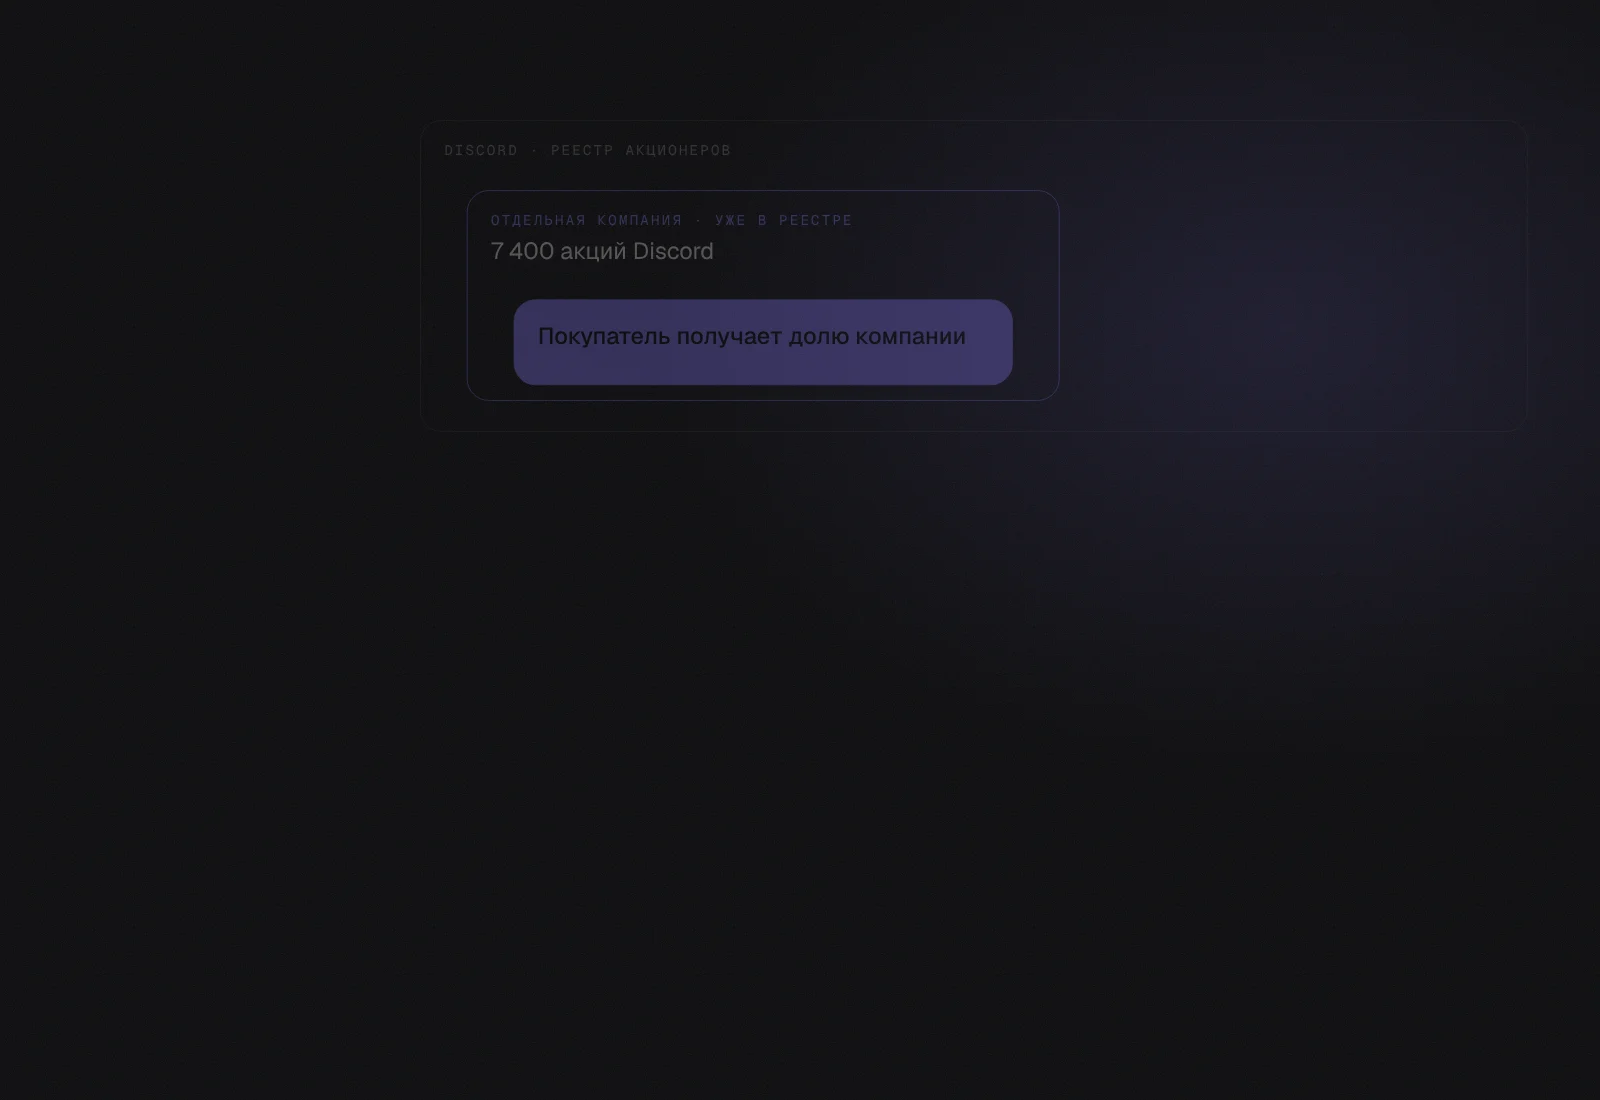 DISCORD · РЕЕСТР АКЦИОНЕРОВ
ОТДЕЛЬНАЯ КОМПАНИЯ · УЖЕ В РЕЕСТРЕ
7 400 акций Discord
Покупатель получает долю компании